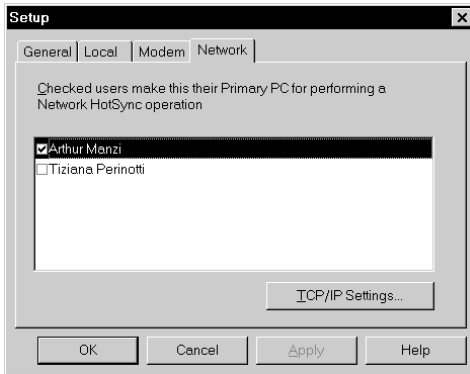 Setup
General Local Modem Network
Checked users make this their Primary PC for performing a
Network HotSync operation
Arthur Manzi
Tiziana Perinotti
TCP/IP Settings...
OK Cancel Apply Help